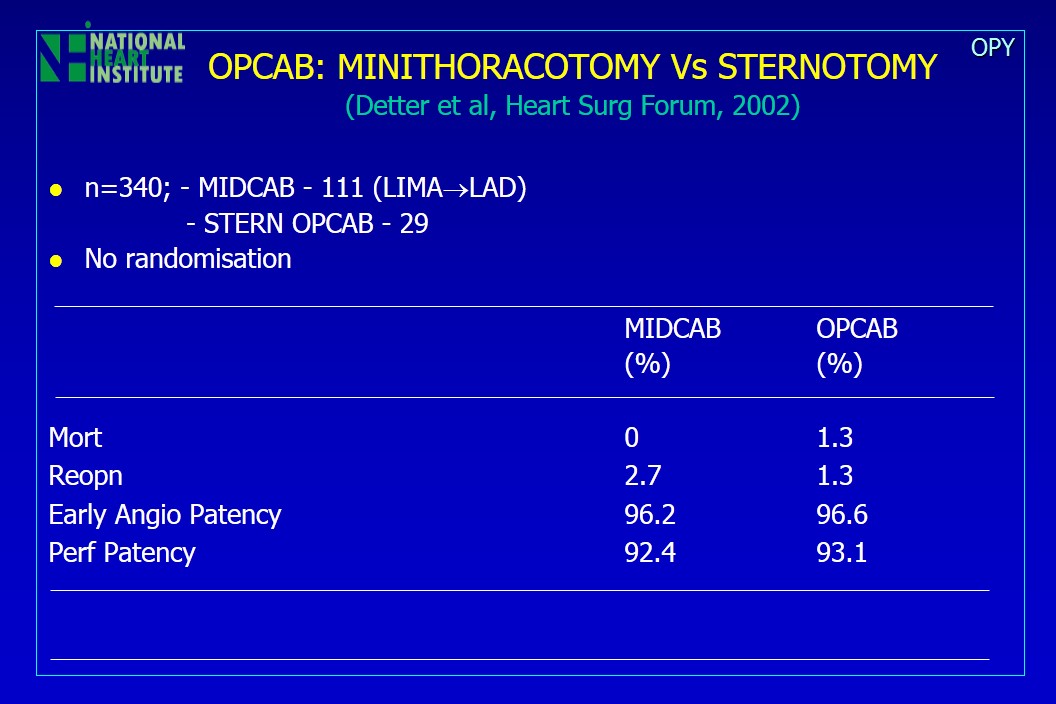 NATIONAL
HEART
INSTITUTE
OPY
OPCAB: MINITHORACOTOMY Vs STERNOTOMY
(Detter et al, Heart Surg Forum, 2002)
● n=340; - MIDCAB - 111 (LIMA→LAD)
- STERN OPCAB - 29
● No randomisation
MIDCAB OPCAB
(%) (%)
Mort 0 1.3
Reopn 2.7 1.3
Early Angio Patency 96.2 96.6
Perf Patency 92.4 93.1